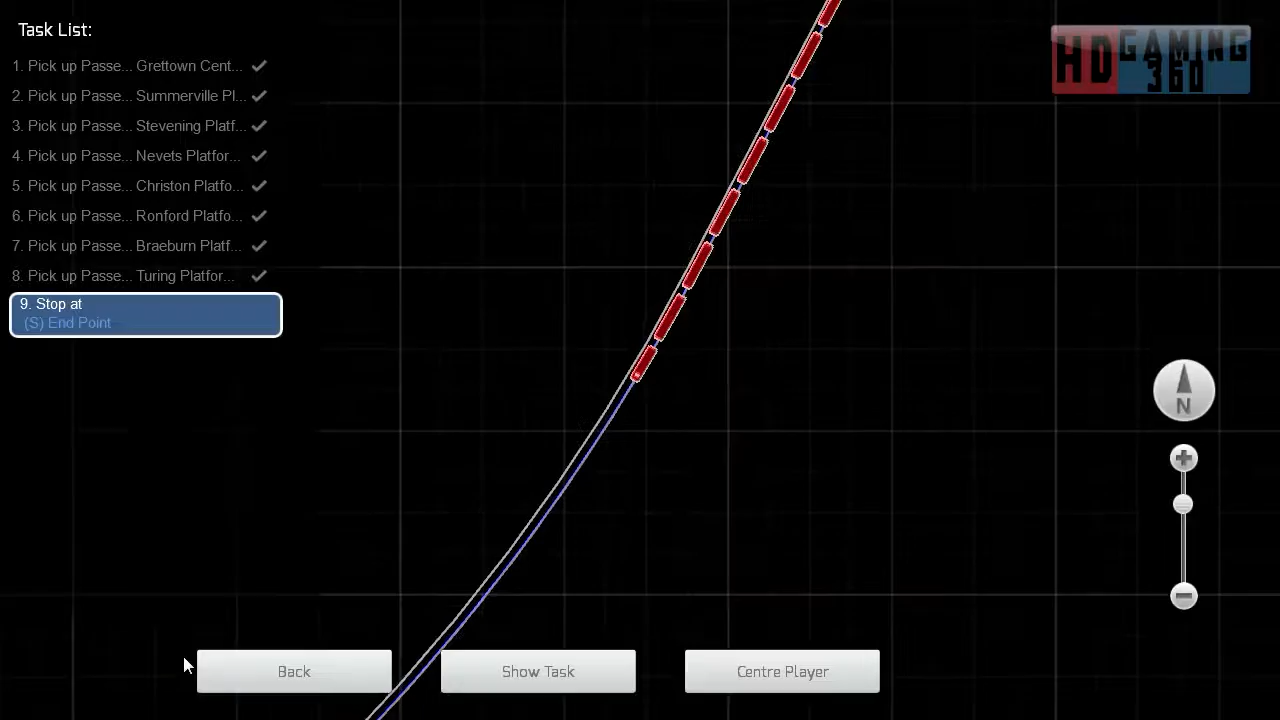 Task List:
1. Pick up Passe... Grettown Cent...
2. Pick up Passe... Summerville Pl...
3. Pick up Passe... Stevening Platf...
4. Pick up Passe... Nevets Platfor...
5. Pick up Passe... Christon Platfo...
6. Pick up Passe... Ronford Platfo...
7. Pick up Passe... Braeburn Platf...
8. Pick up Passe... Turing Platfor...
9. Stop at
(S) End Point
HD GAMING
360
N
Back
Show Task
Centre Player